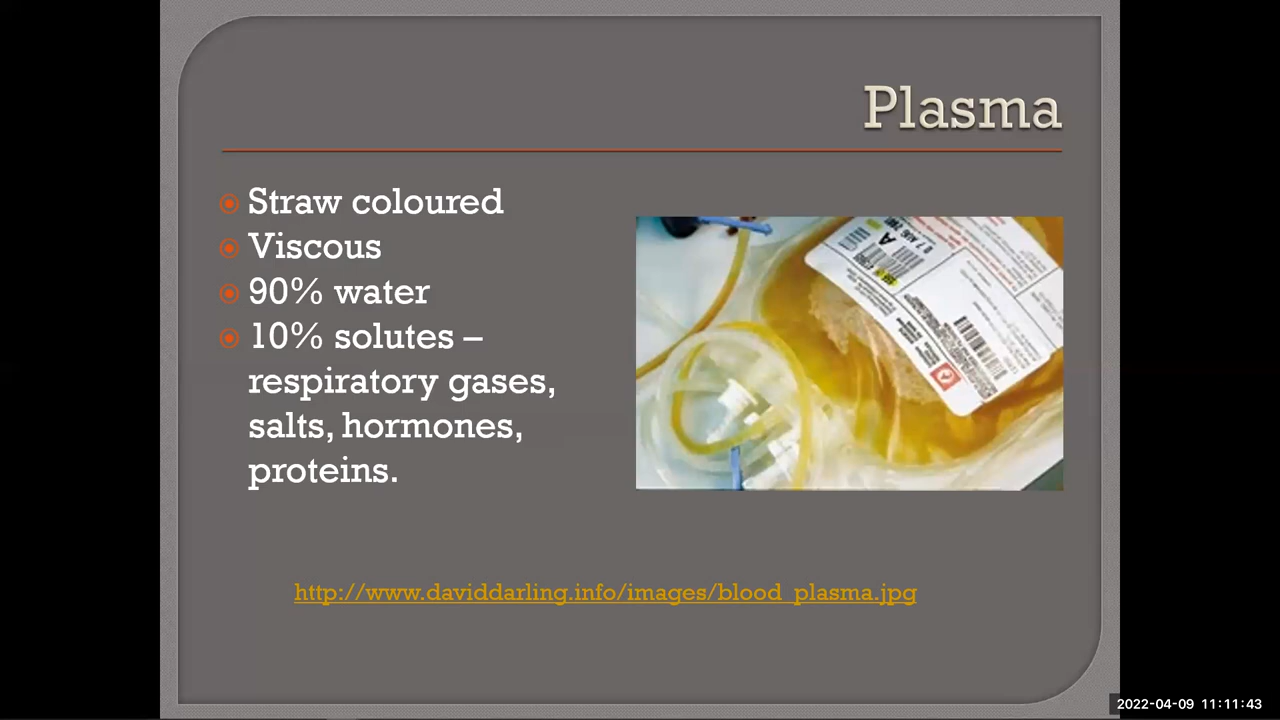 Plasma
Straw coloured
Viscous
90% water
10% solutes –
respiratory gases,
salts, hormones,
proteins.
A
http://www.daviddarling.info/images/blood_plasma.jpg
2022-04-09 11:11:43